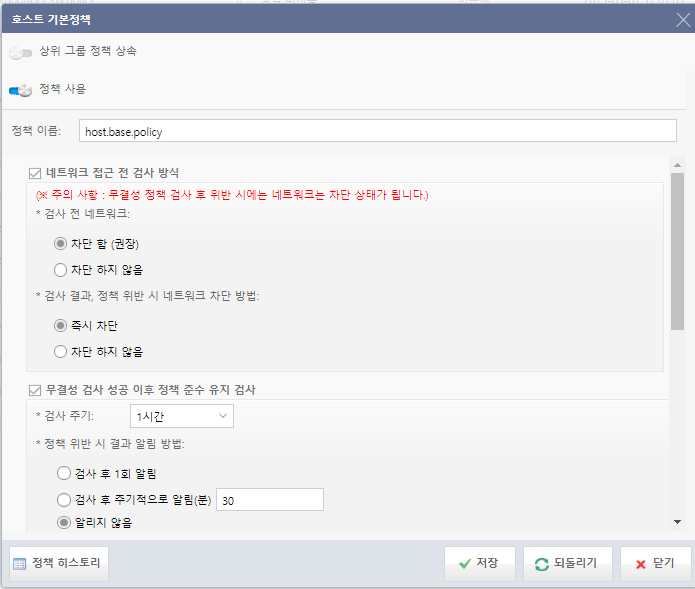 호스트 기본정책
상위 그룹 정책 상속
정책 사용
정책 이름: host.base.policy
네트워크 접근 전 검사 방식
(※ 주의 사항 : 무결성 정책 검사 후 위반 시에는 네트워크는 차단 상태가 됩니다.)
* 검사 전 네트워크:
차단 함 (권장)
차단 하지 않음
* 검사 결과, 정책 위반 시 네트워크 차단 방법:
즉시 차단
차단 하지 않음
무결성 검사 성공 이후 정책 준수 유지 검사
* 검사 주기: 1시간
* 정책 위반 시 결과 알림 방법:
검사 후 1회 알림
검사 후 주기적으로 알림(분) 30
알리지 않음
정책 히스토리 저장 되돌리기 닫기